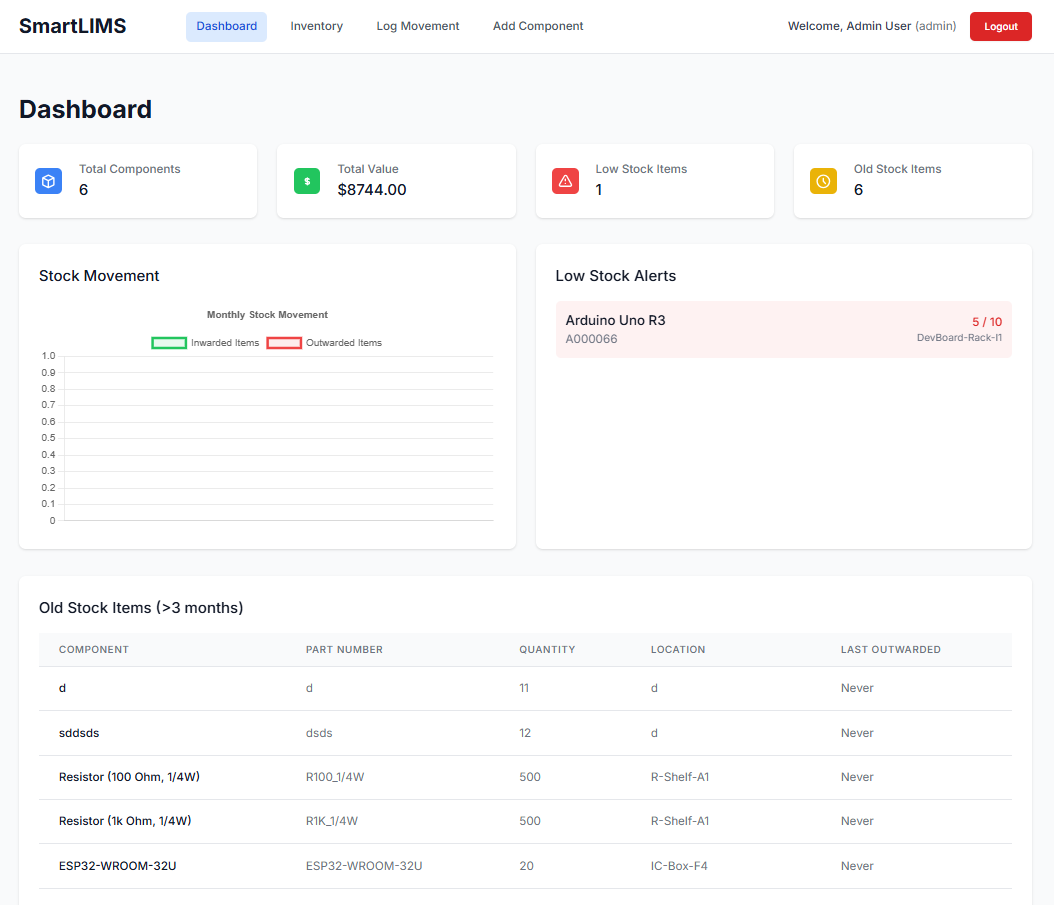 SmartLIMS Dashboard Inventory Log Movement Add Component Welcome, Admin User (admin) Logout
Dashboard
Total Components Total Value Low Stock Items Old Stock Items
6 $ $8744.00 1 6
Stock Movement
Monthly Stock Movement
Inwarded Items Outwarded Items
1.0
0.9
0.8
0.7
0.6
0.5
0.4
0.3
0.2
0.1
0
Low Stock Alerts
Arduino Uno R3 5 / 10
A000066 DevBoard-Rack-I1
Old Stock Items (>3 months)
COMPONENT PART NUMBER QUANTITY LOCATION LAST OUTWARDED
d d 11 d Never
sddsds dsds 12 d Never
Resistor (100 Ohm, 1/4W) R100_1/4W 500 R-Shelf-A1 Never
Resistor (1k Ohm, 1/4W) R1K_1/4W 500 R-Shelf-A1 Never
ESP32-WROOM-32U ESP32-WROOM-32U 20 IC-Box-F4 Never